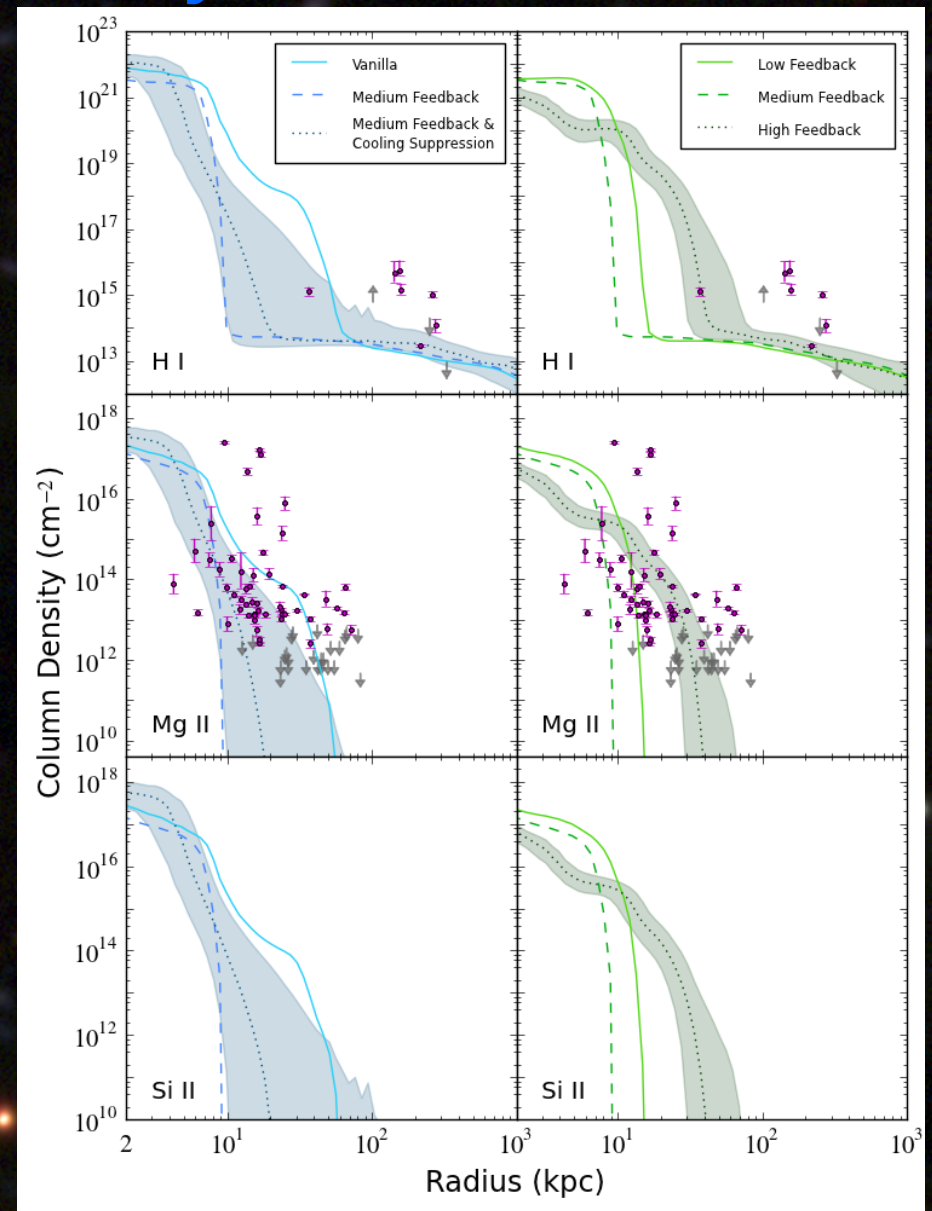 10²³
10²¹
10¹⁹
10¹⁷
10¹⁵
10¹³
Vanilla
Medium Feedback
Medium Feedback &
Cooling Suppression
H I
Low Feedback
Medium Feedback
High Feedback
H I
10¹⁸
10¹⁶
10¹⁴
10¹²
10¹⁰
Mg II
Mg II
Column Density (cm⁻²)
10¹⁸
10¹⁶
10¹⁴
10¹²
10¹⁰
Si II
Si II
2 10¹ 10² 10³ 10¹ 10² 10³
Radius (kpc)